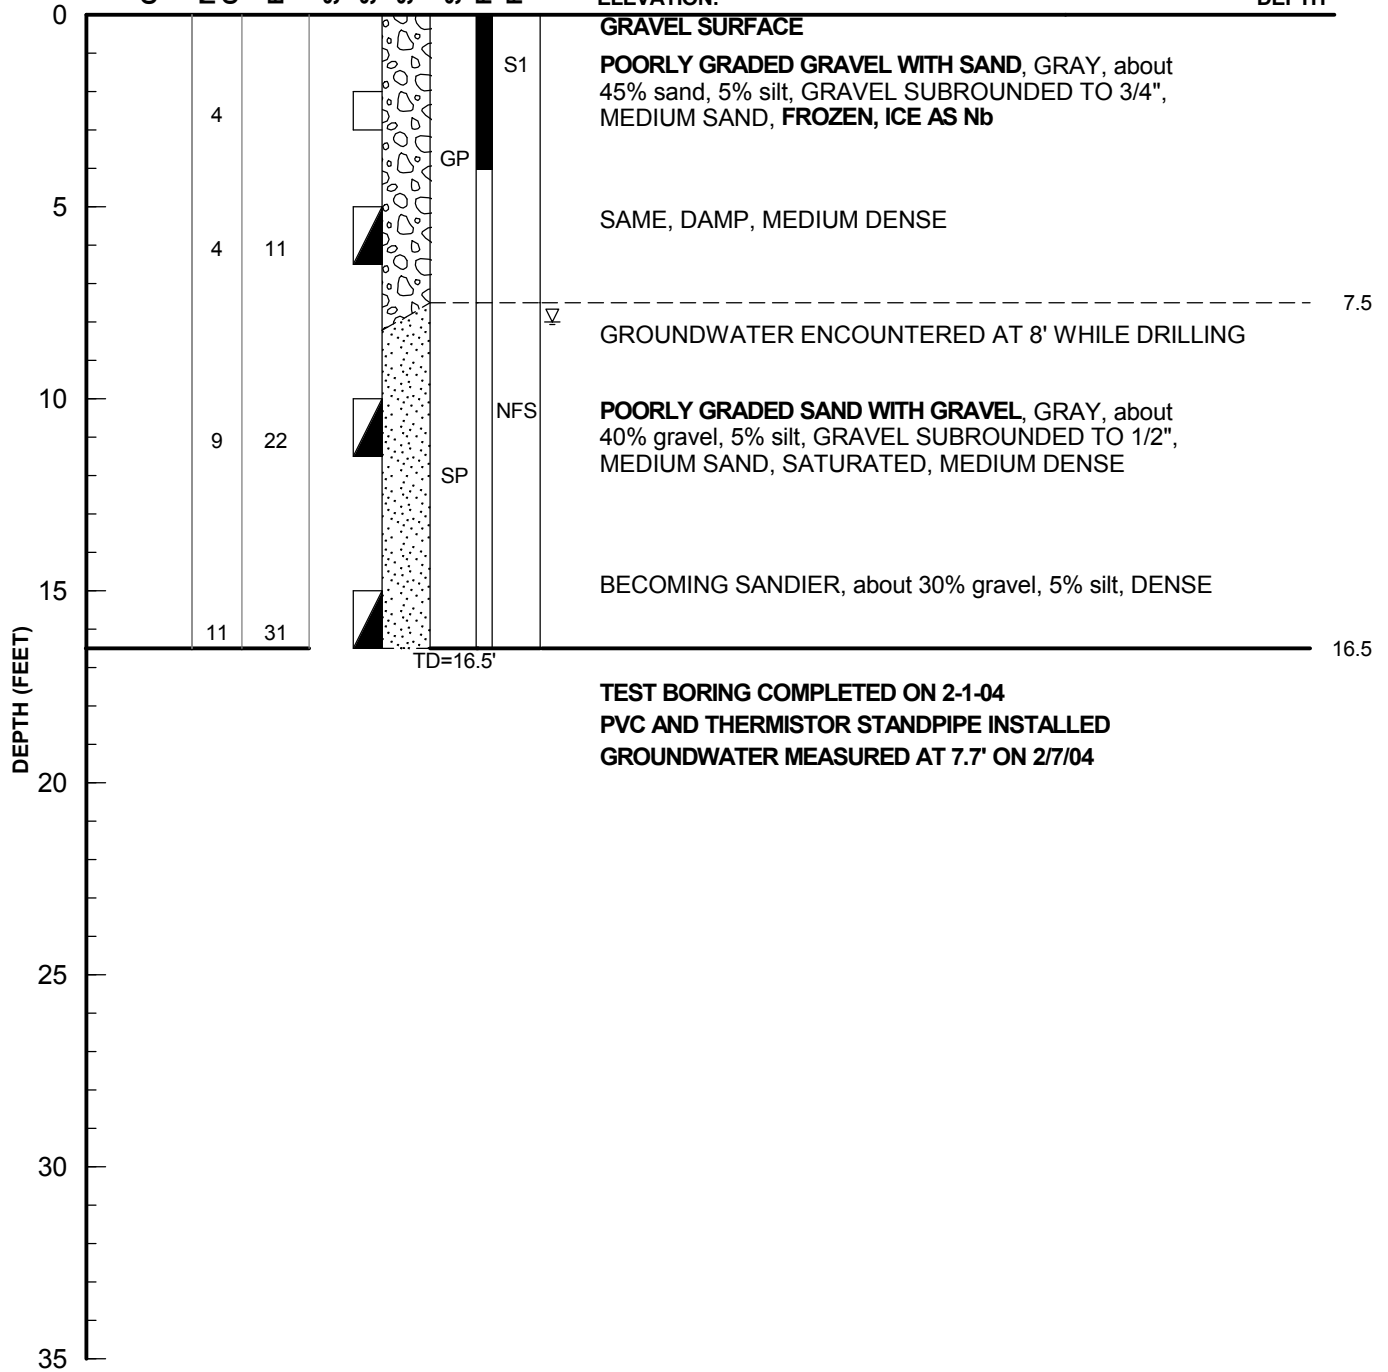 ELEVATION:
DEPTH
0
GRAVEL SURFACE
S1
POORLY GRADED GRAVEL WITH SAND, GRAY, about
45% sand, 5% silt, GRAVEL SUBROUNDED TO 3/4",
MEDIUM SAND, FROZEN, ICE AS Nb
4
GP
5
SAME, DAMP, MEDIUM DENSE
4 11
7.5
GROUNDWATER ENCOUNTERED AT 8' WHILE DRILLING
10
NFS
POORLY GRADED SAND WITH GRAVEL, GRAY, about
40% gravel, 5% silt, GRAVEL SUBROUNDED TO 1/2",
MEDIUM SAND, SATURATED, MEDIUM DENSE
9 22
SP
15
BECOMING SANDIER, about 30% gravel, 5% silt, DENSE
11 31
16.5
TD=16.5'
TEST BORING COMPLETED ON 2-1-04
PVC AND THERMISTOR STANDPIPE INSTALLED
GROUNDWATER MEASURED AT 7.7' ON 2/7/04
DEPTH (FEET)
20
25
30
35